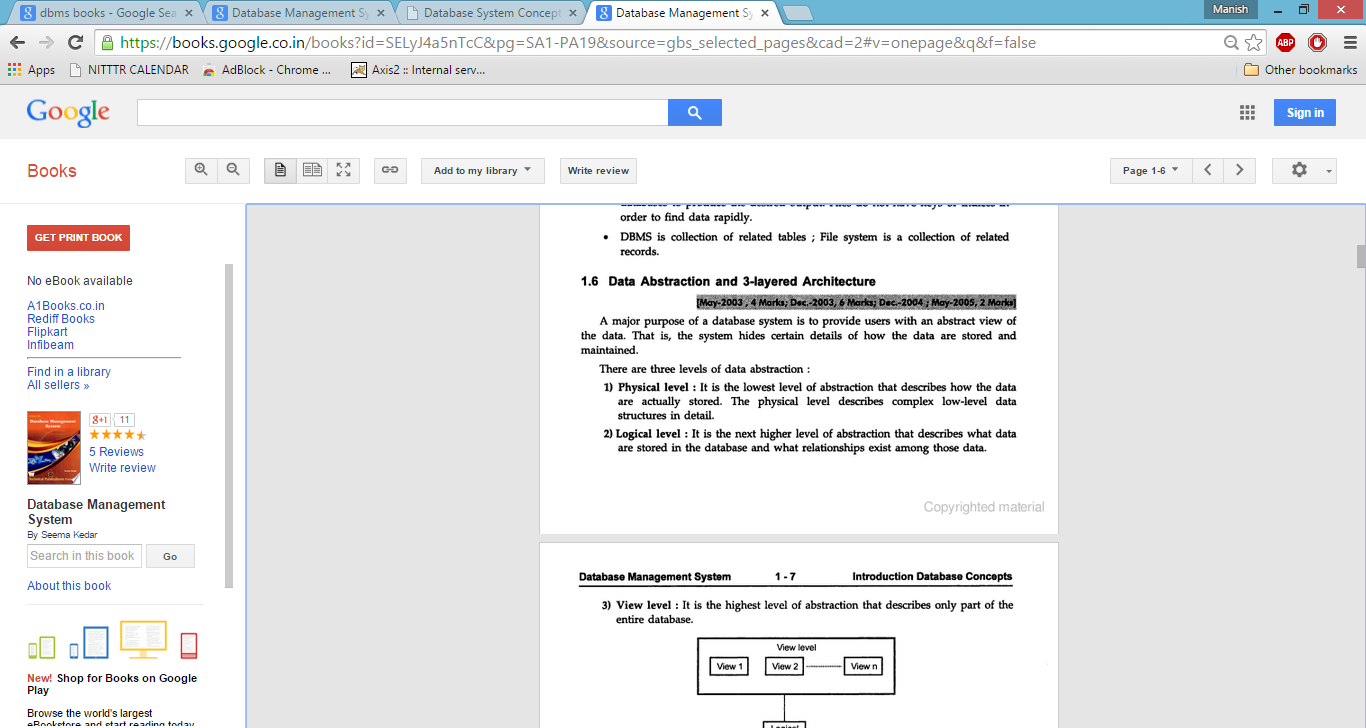 dbms books - Google Sea
Database Management Sy
Database System Concept
Database Management Sy
Manish
https://books.google.co.in/books?id=SELyJ4a5nTcC&pg=SA1-PA19&source=gbs_selected_pages&cad=2#v=onepage&q&f=false
ABP
Apps NITTTR CALENDAR AdBlock - Chrome ... Axis2 :: Internal serv... Other bookmarks
Google
Sign in
Books
Add to my library
Write review
Page 1-6
GET PRINT BOOK
No eBook available
A1Books.co.in
Rediff Books
Flipkart
Infibeam
Find in a library
All sellers »
g+1 11
5 Reviews
Write review
Database Management
System
By Seema Kedar
Search in this book Go
About this book
New! Shop for Books on Google
Play
Browse the world's largest
eBookstore and start reading today
order to find data rapidly.
• DBMS is collection of related tables ; File system is a collection of related
records.
1.6 Data Abstraction and 3-layered Architecture
[May-2003 , 4 Marks; Dec.-2003, 6 Marks; Dec.-2004 ; May-2005, 2 Marks]
A major purpose of a database system is to provide users with an abstract view of
the data. That is, the system hides certain details of how the data are stored and
maintained.
There are three levels of data abstraction :
1) Physical level : It is the lowest level of abstraction that describes how the data
are actually stored. The physical level describes complex low-level data
structures in detail.
2) Logical level : It is the next higher level of abstraction that describes what data
are stored in the database and what relationships exist among those data.
Copyrighted material
Database Management System 1 - 7 Introduction Database Concepts
3) View level : It is the highest level of abstraction that describes only part of the
entire database.
View level
View 1 View 2 View n